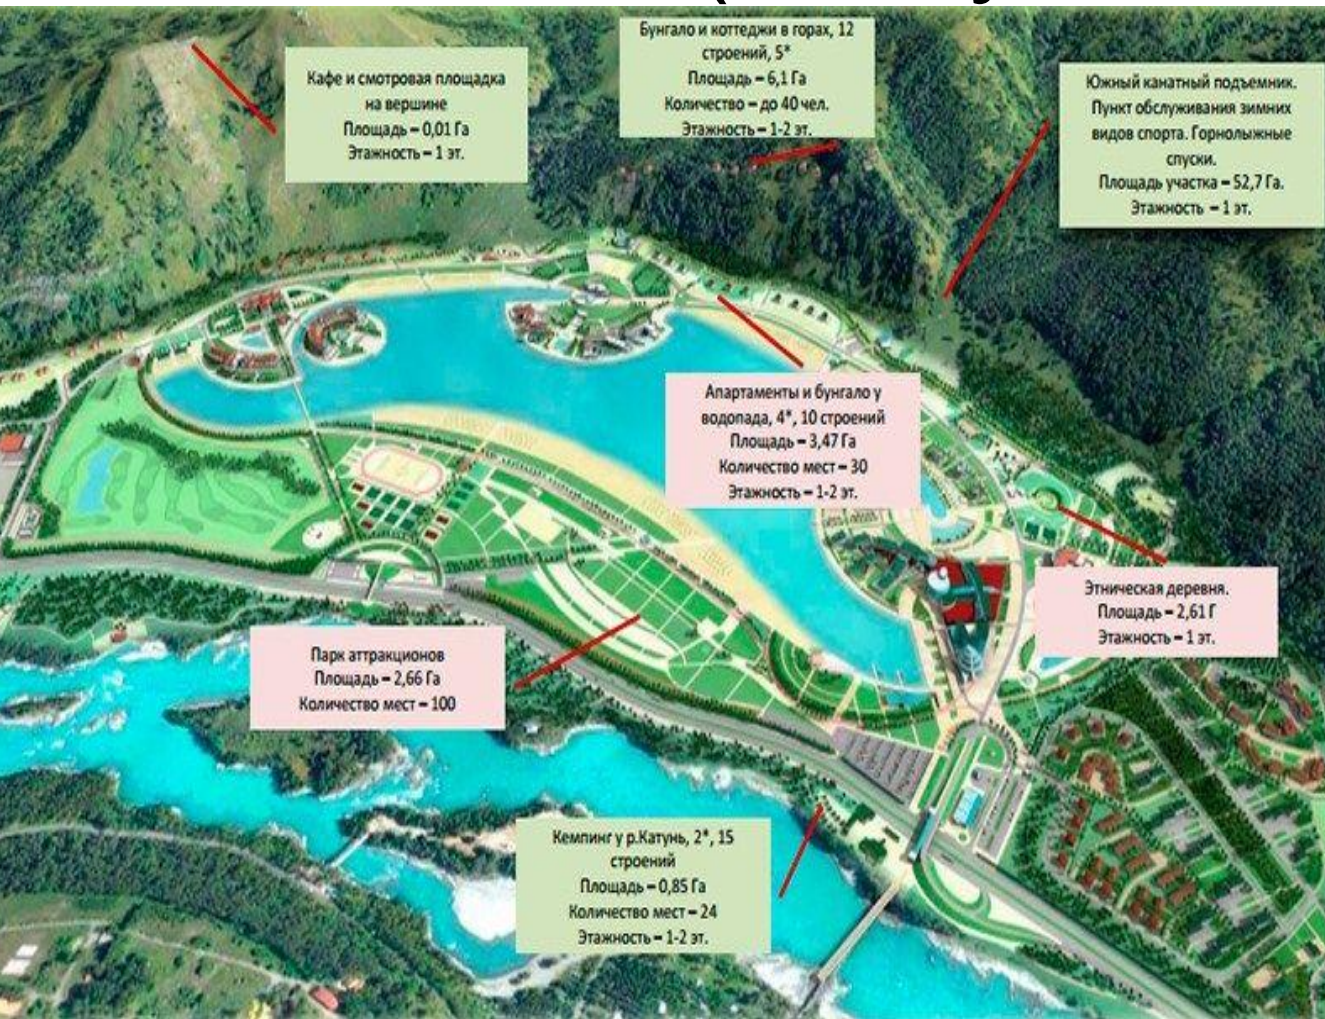 Бунгало и коттеджи в горах, 12
строений, 5*
Площадь = 6,1 Га
Количество = до 40 чел.
Этажность = 1-2 эт.
Кафе и смотровая площадка
на вершине
Площадь = 0,01 Га
Этажность = 1 эт.
Южный канатный подъемник.
Пункт обслуживания зимних
видов спорта. Горнолыжные
спуски.
Площадь участка = 52,7 Га.
Этажность = 1 эт.
Апартаменты и бунгало у
водопада, 4*, 10 строений
Площадь = 3,47 Га
Количество мест = 30
Этажность = 1-2 эт.
Этническая деревня.
Площадь = 2,61 Г
Этажность = 1 эт.
Парк аттракционов
Площадь = 2,66 Га
Количество мест = 100
Кемпинг у р.Катунь, 2*, 15
строений
Площадь = 0,85 Га
Количество мест = 24
Этажность = 1-2 эт.